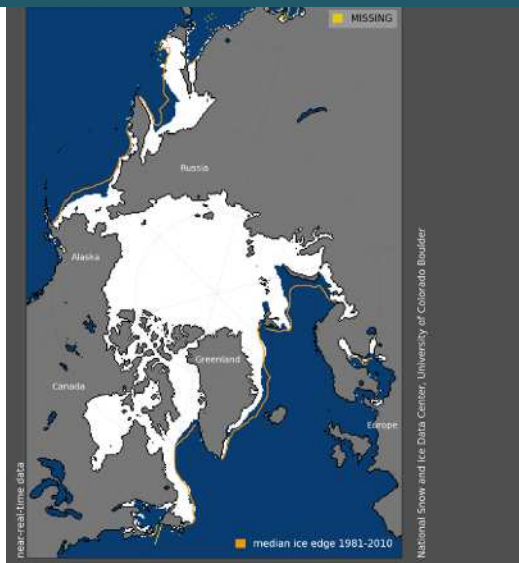 MISSING
Russia
Alaska
Greenland
Canada
Europe
near-real-time data
median ice edge 1981-2010
National Snow and Ice Data Center, University of Colorado Boulder